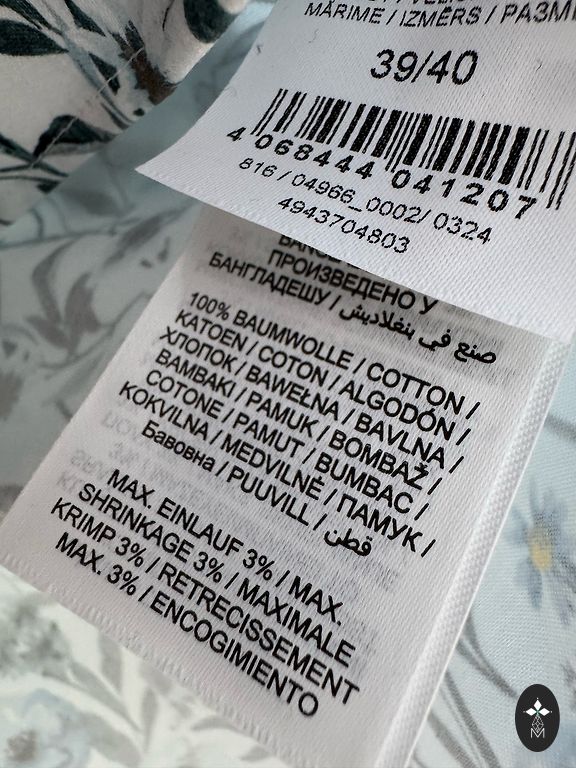 MĂRIME / IZMĒRS / РАЗМ
39/40
4 068444 041207
816 / 04966_0002/ 0324
4943704803
ПРОИЗВЕДЕНО У
БАНГЛАДЕШУ / صنع في بنغلاديش
100% BAUMWOLLE / COTTON /
KATOEN / COTON / ALGODÓN /
ХЛОПОК / BAWEŁNA / BAVLNA /
BAMBAKI / PAMUK / BOMBAŽ /
COTONE / PAMUT / BUMBAC /
KOKVILNA / MEDVILNĖ / ПАМУК /
Бавовна / PUUVILL / قطن
MAX. EINLAUF 3% / MAX.
SHRINKAGE 3% / MAXIMALE
KRIMP 3% / RETRECISSEMENT
MAX. 3% / ENCOGIMIENTO